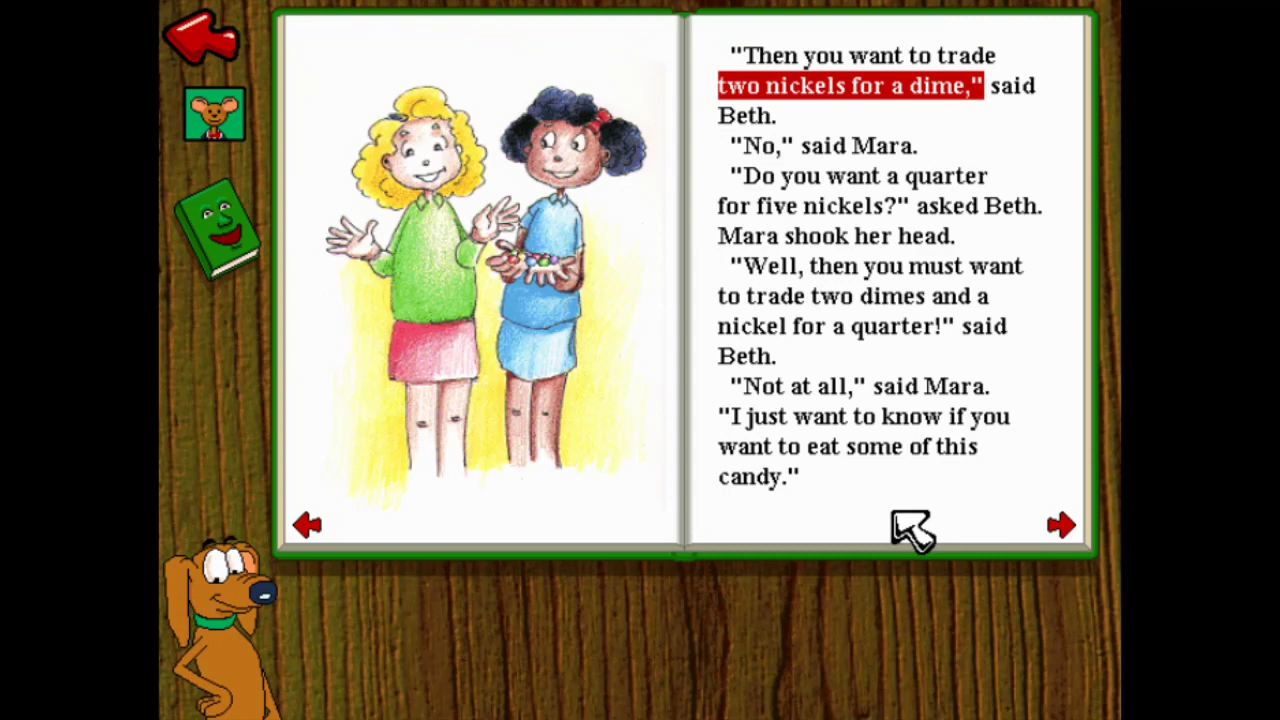 "Then you want to trade
two nickels for a dime," said
Beth.
"No," said Mara.
"Do you want a quarter
for five nickels?" asked Beth.
Mara shook her head.
"Well, then you must want
to trade two dimes and a
nickel for a quarter!" said
Beth.
"Not at all," said Mara.
"I just want to know if you
want to eat some of this
candy."